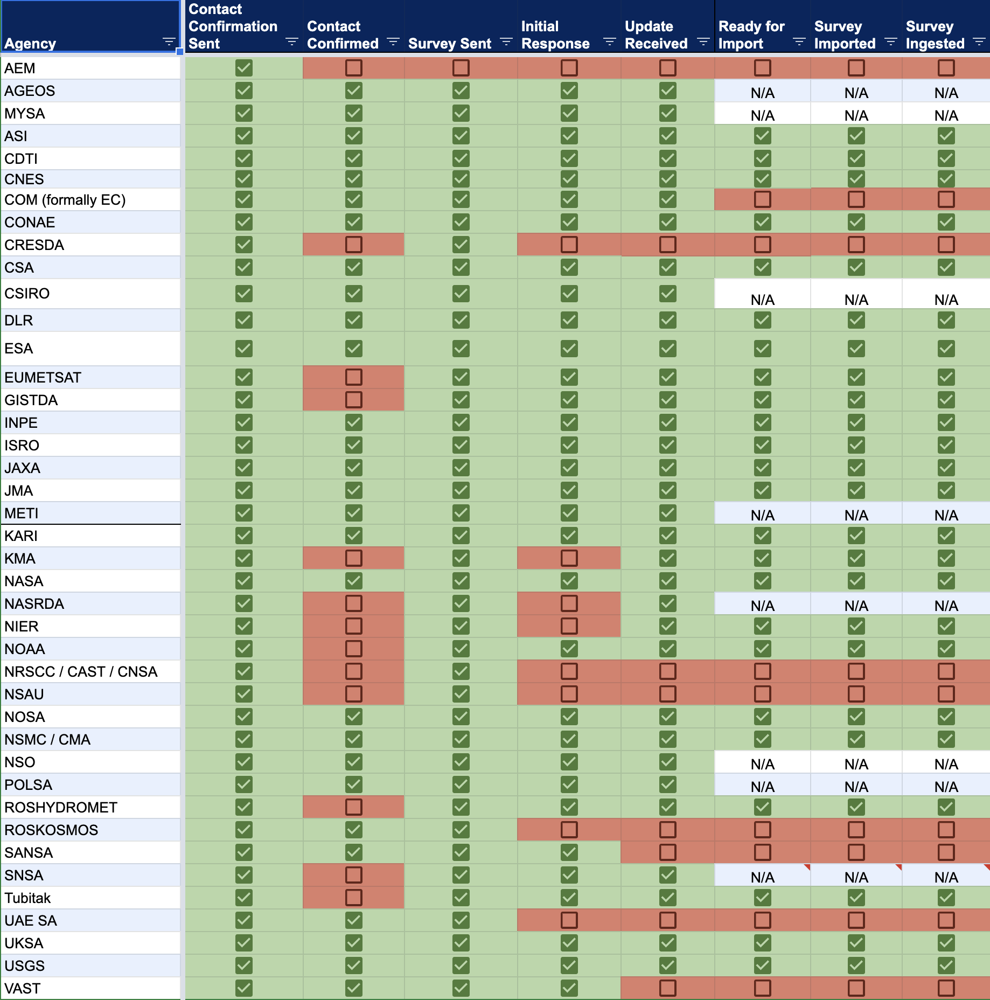 Agency
Contact
Confirmation
Sent
Contact
Confirmed
Survey Sent
Initial
Response
Update
Received
Ready for
Import
Survey
Imported
Survey
Ingested
AEM
AGEOS N/A N/A N/A
MYSA N/A N/A N/A
ASI
CDTI
CNES
COM (formally EC)
CONAE
CRESDA
CSA
CSIRO N/A N/A N/A
DLR
ESA
EUMETSAT
GISTDA
INPE
ISRO
JAXA
JMA
METI N/A N/A N/A
KARI
KMA
NASA
NASRDA N/A N/A N/A
NIER
NOAA
NRSCC / CAST / CNSA
NSAU
NOSA
NSMC / CMA
NSO N/A N/A N/A
POLSA N/A N/A N/A
ROSHYDROMET
ROSKOSMOS
SANSA
SNSA N/A N/A N/A
Tubitak
UAE SA
UKSA
USGS
VAST